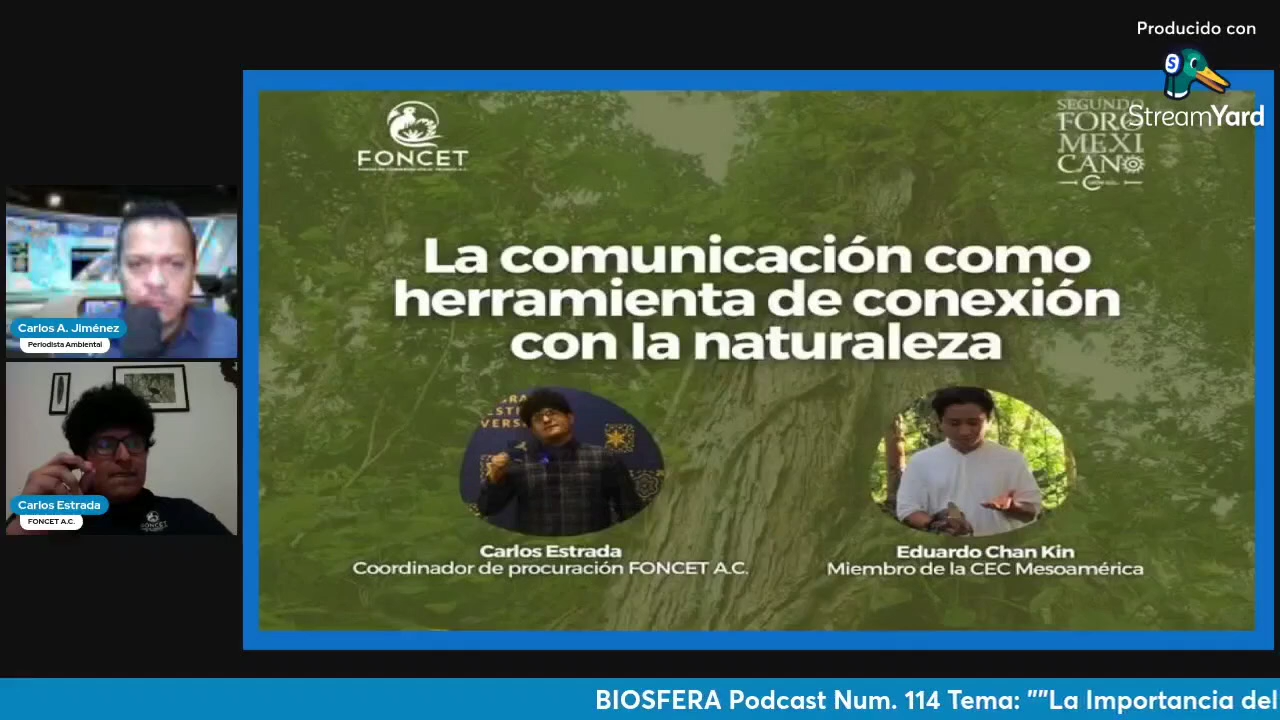 Producido con
StreamYard
FONCET
SEGUNDO
FORO
MEXI
CANO
La comunicación como
herramienta de conexión
con la naturaleza
Carlos A. Jiménez
Periodista Ambiental
Carlos Estrada
FONCET A.C.
Carlos Estrada
Coordinador de procuración FONCET A.C.
Eduardo Chan Kin
Miembro de la CEC Mesoamérica
BIOSFERA Podcast Num. 114 Tema: ""La Importancia del